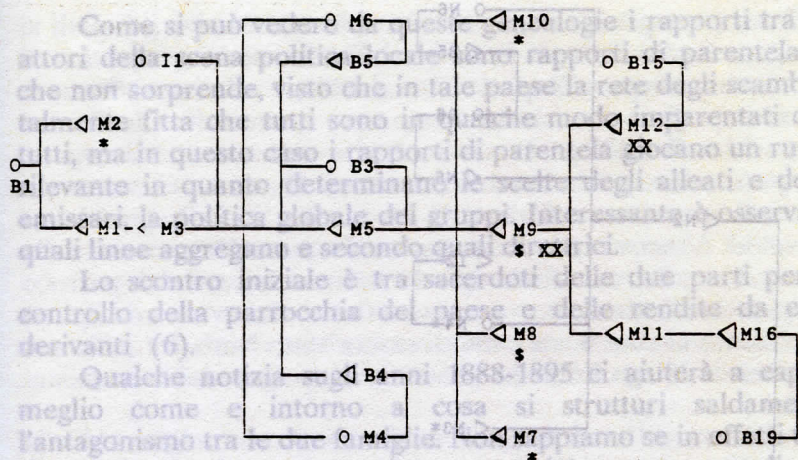 M6 M10
*
I1 B5 B15
M2 M12
* XX
B3
B1
M1 M3 M5 M9
$ XX
M8 M11 M16
$
B4
M4 M7 B19
*
Come si può vedere da queste genealogie i rapporti tra
attori della scena politica locale sono rapporti di parentela
che non sorprende, visto che in tale paese la rete degli scamb
talmente fitta che tutti sono in qualche modo imparentati c
tutti, ma in questo caso i rapporti di parentela giocano un ru
rilevante in quanto determinano le scelte degli alleati e de
emissari, la politica globale dei gruppi. Interessante è osserva
quali linee aggregano e secondo quali
Lo scontro iniziale è tra sacerdoti delle due parti per
controllo della parrocchia del paese e delle rendite da e
derivanti (6).
Qualche notizia sugli anni 1888-1895 ci aiuterà a cap
meglio come e intorno a cosa si strutturi saldame
l'antagonismo tra le due famiglie. Non sappiamo se in